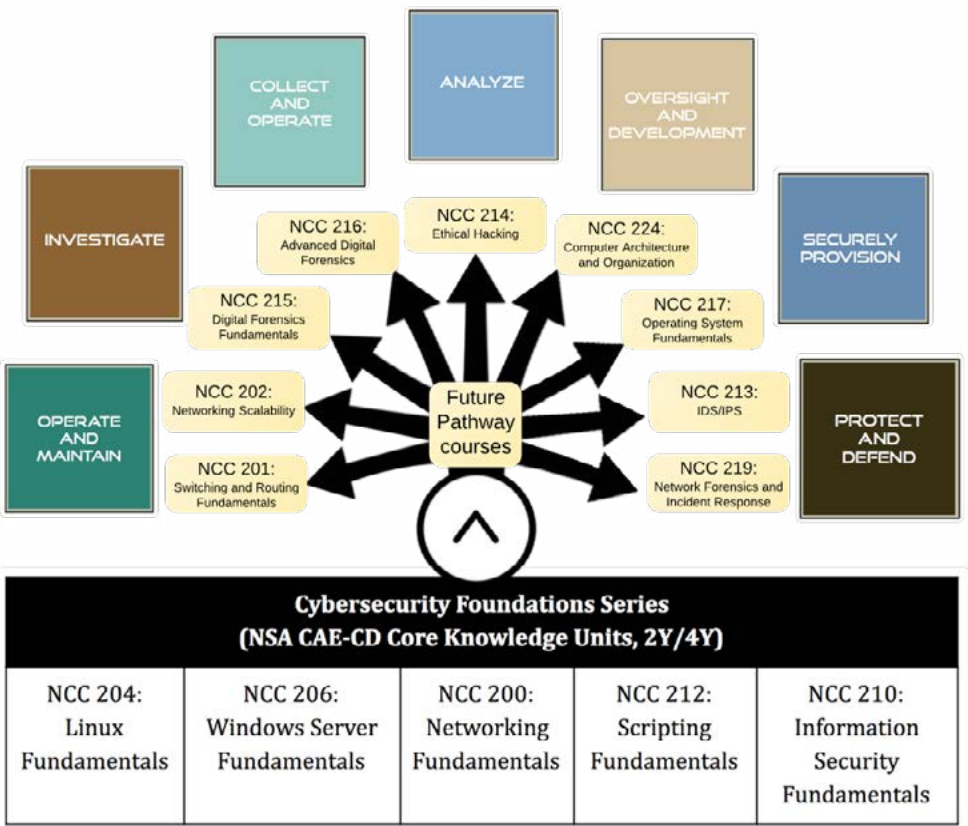 COLLECT
AND
OPERATE
ANALYZE
OVERSIGHT
AND
DEVELOPMENT
INVESTIGATE
SECURELY
PROVISION
OPERATE
AND
MAINTAIN
PROTECT
AND
DEFEND
NCC 216:
Advanced Digital
Forensics
NCC 214:
Ethical Hacking
NCC 224:
Computer Architecture
and Organization
NCC 215:
Digital Forensics
Fundamentals
NCC 217:
Operating System
Fundamentals
NCC 202:
Networking Scalability
NCC 213:
IDS/IPS
NCC 201:
Switching and Routing
Fundamentals
NCC 219:
Network Forensics and
Incident Response
Future
Pathway
courses
Cybersecurity Foundations Series
(NSA CAE-CD Core Knowledge Units, 2Y/4Y)
NCC 204:
Linux
Fundamentals
NCC 206:
Windows Server
Fundamentals
NCC 200:
Networking
Fundamentals
NCC 212:
Scripting
Fundamentals
NCC 210:
Information
Security
Fundamentals